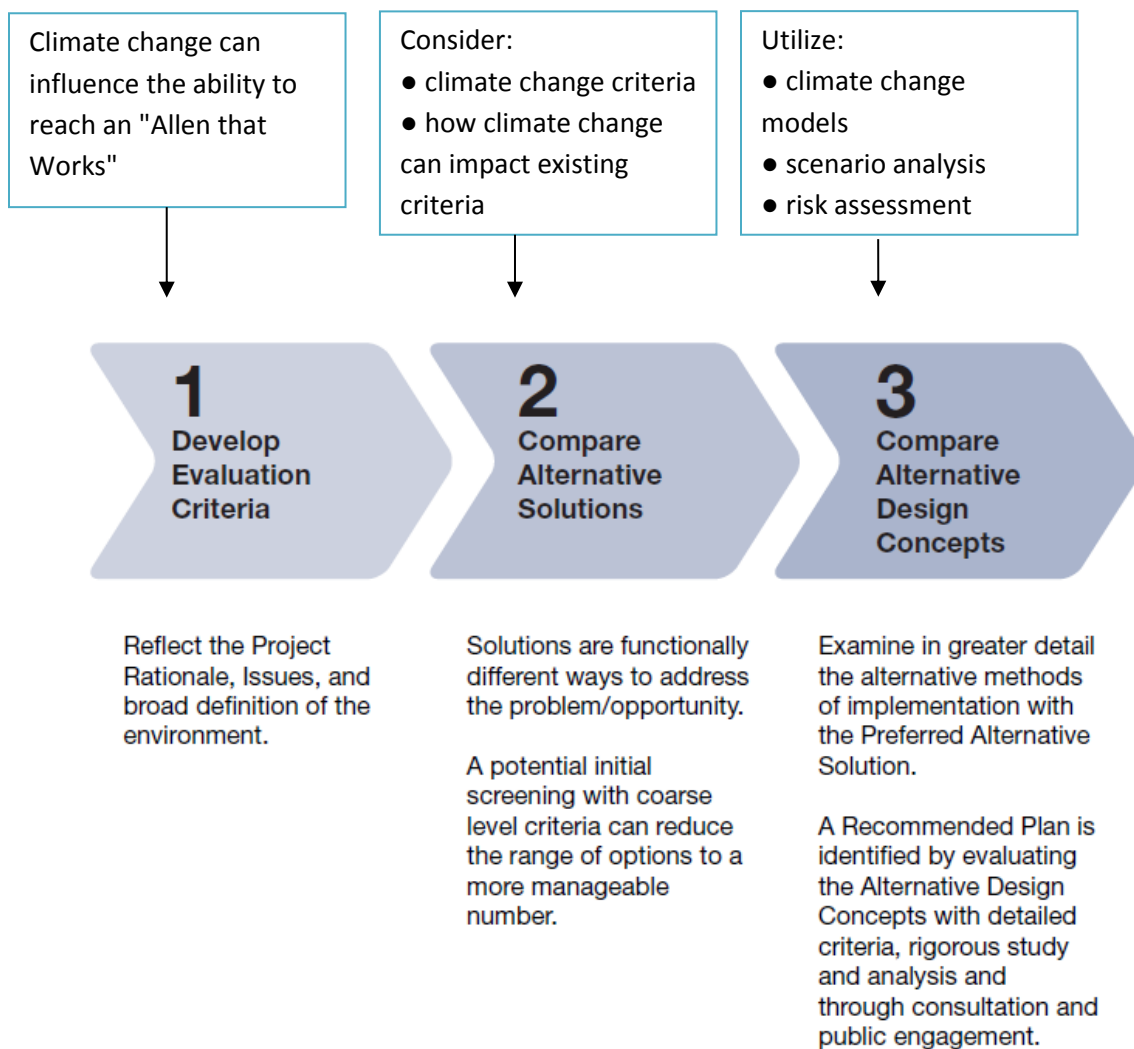 Climate change can
influence the ability to
reach an "Allen that
Works"
Consider:
● climate change criteria
● how climate change
can impact existing
criteria
Utilize:
● climate change
models
● scenario analysis
● risk assessment
1
Develop
Evaluation
Criteria
2
Compare
Alternative
Solutions
3
Compare
Alternative
Design
Concepts
Reflect the Project
Rationale, Issues, and
broad definition of the
environment.
Solutions are functionally
different ways to address
the problem/opportunity.
A potential initial
screening with coarse
level criteria can reduce
the range of options to a
more manageable
number.
Examine in greater detail
the alternative methods
of implementation with
the Preferred Alternative
Solution.
A Recommended Plan is
identified by evaluating
the Alternative Design
Concepts with detailed
criteria, rigorous study
and analysis and
through consultation and
public engagement.